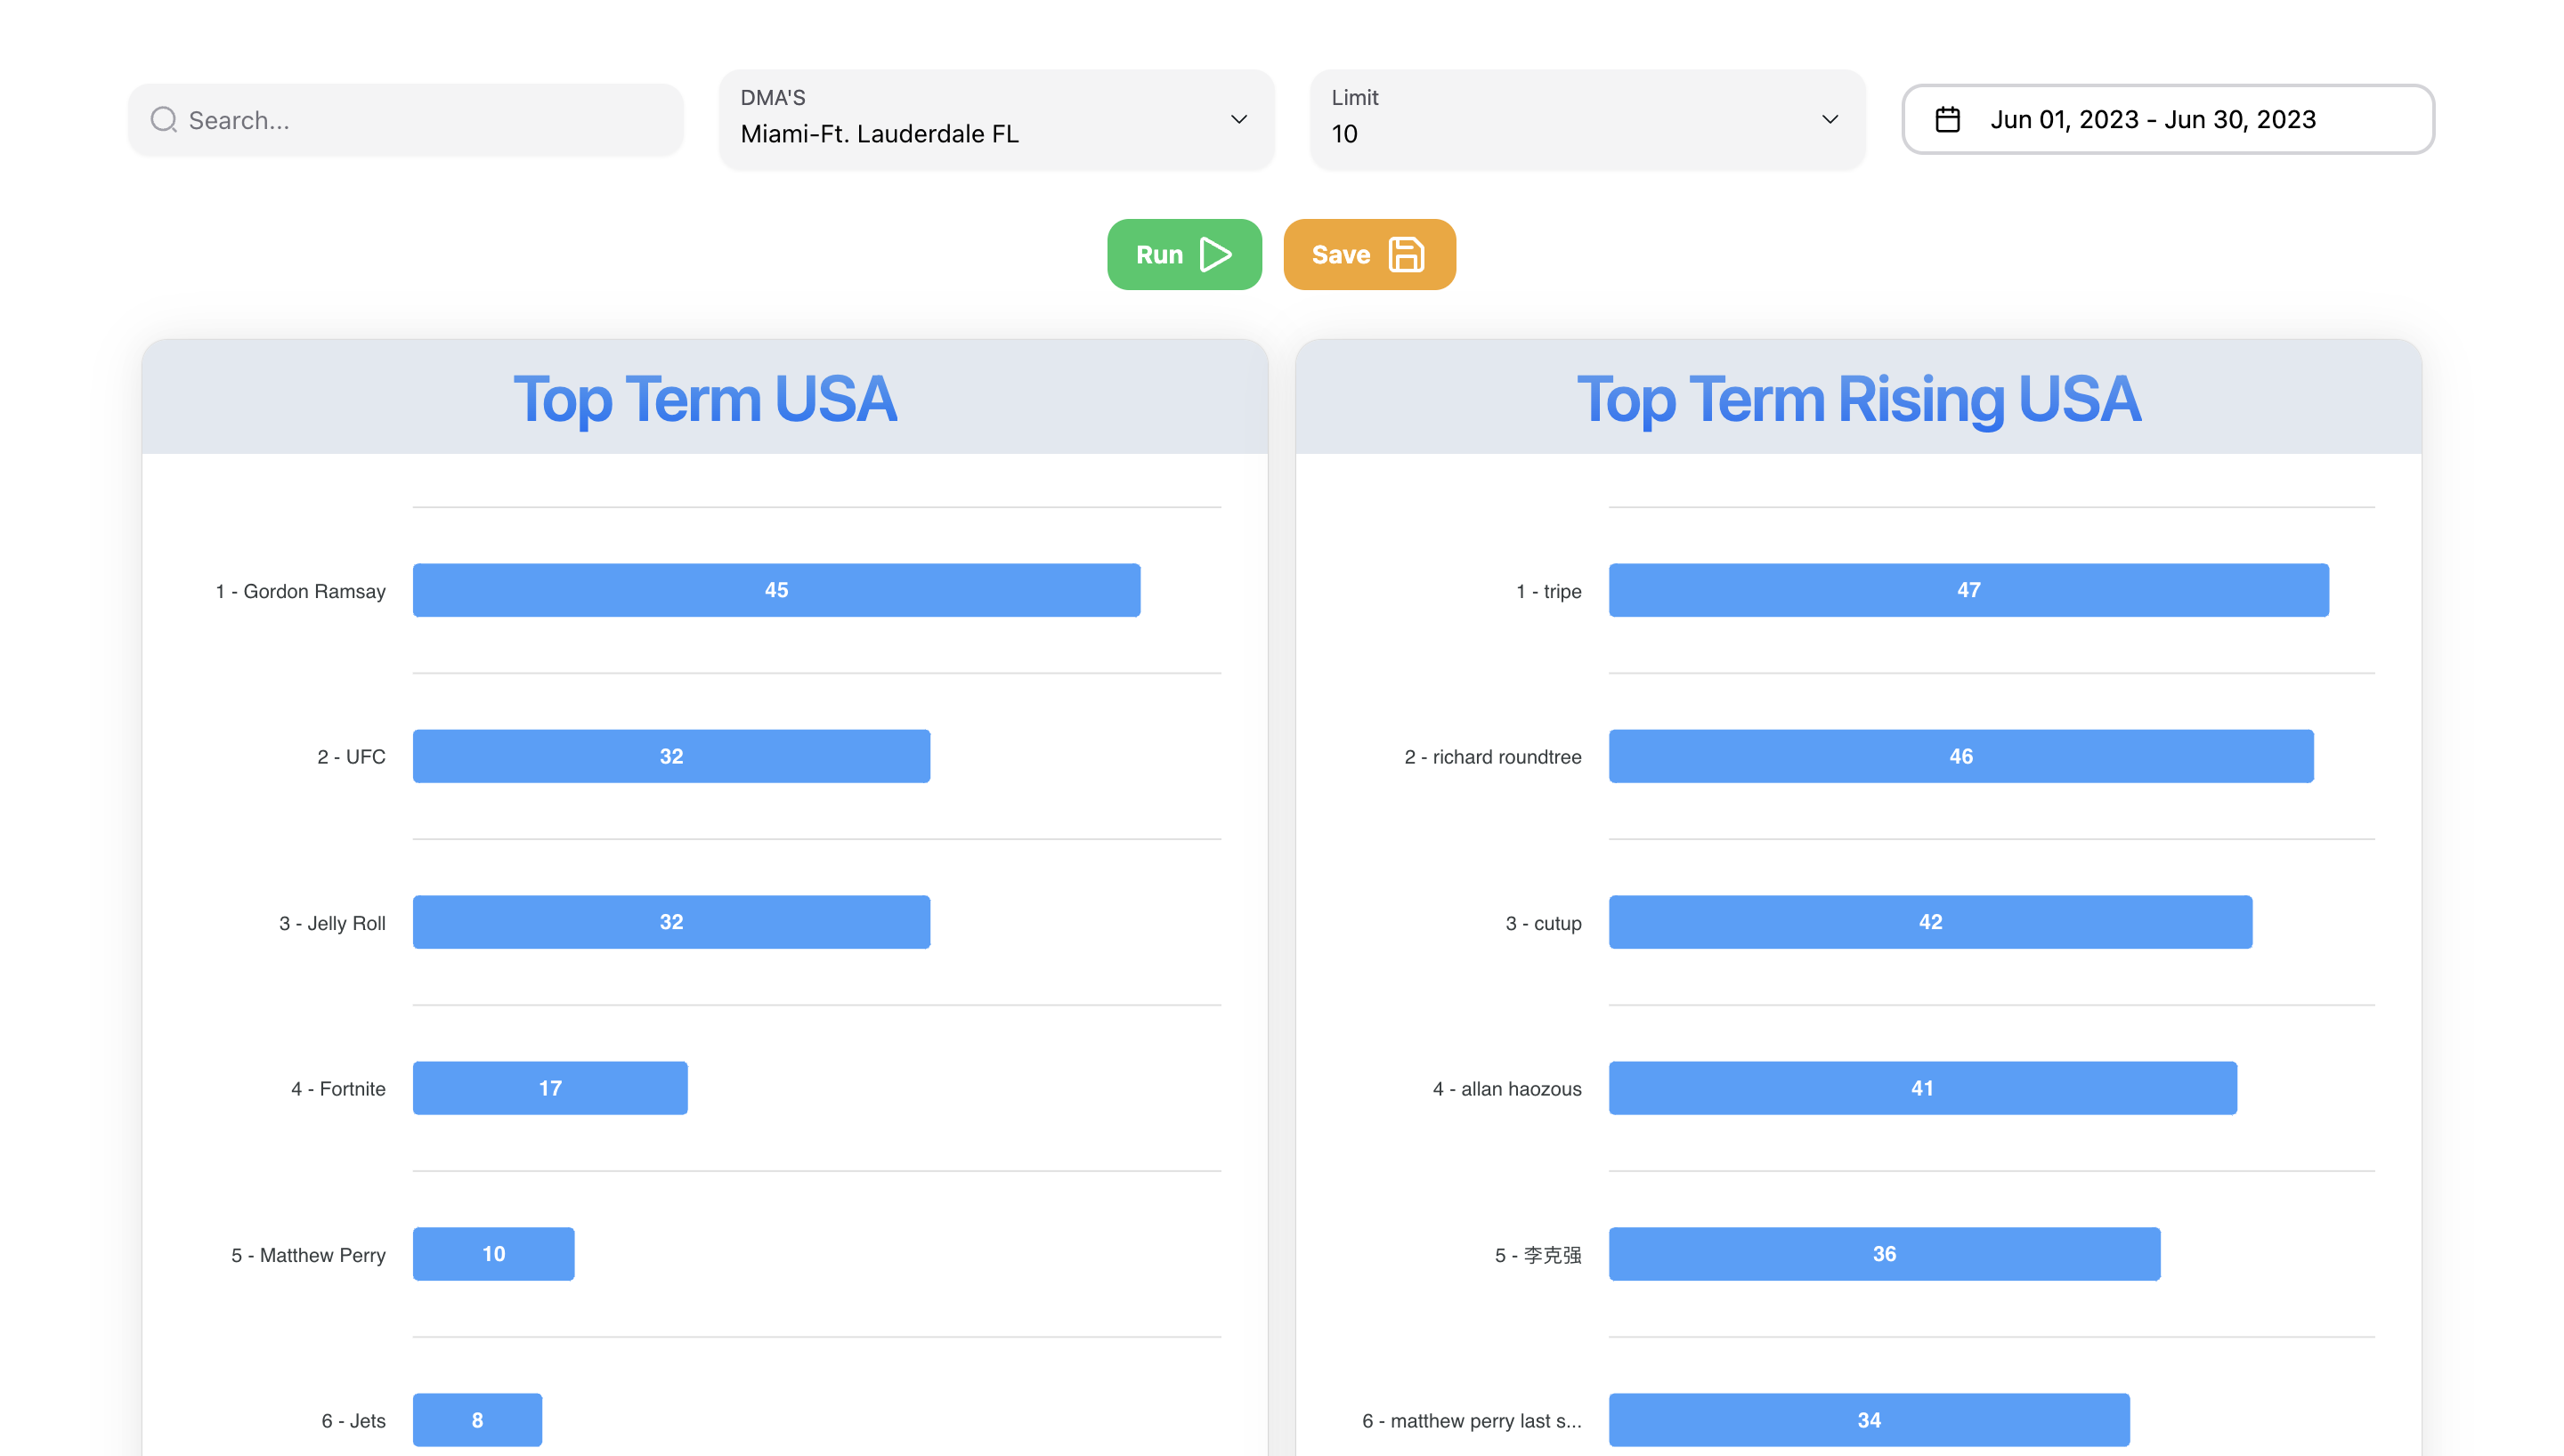 Search...
DMA'S
Miami-Ft. Lauderdale FL
Limit
10
Jun 01, 2023 - Jun 30, 2023
Run
Save
Top Term USA
1 - Gordon Ramsay
45
2 - UFC
32
3 - Jelly Roll
32
4 - Fortnite
17
5 - Matthew Perry
10
6 - Jets
8
Top Term Rising USA
1 - tripe
47
2 - richard roundtree
46
3 - cutup
42
4 - allan haozous
41
5 - 李克强
36
6 - matthew perry last s...
34